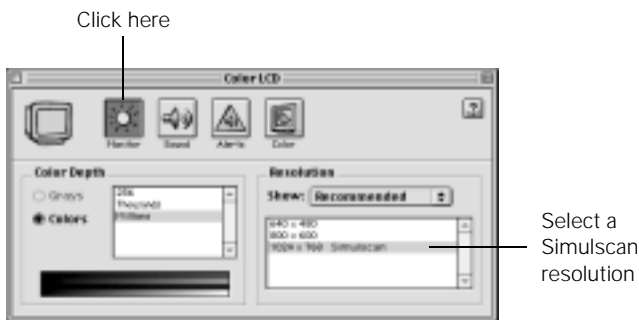 Click here
Color LCD
Monitor
Sound
Alerts
Color
Color Depth
Grays
Colors
256
Thousands
Millions
Resolution
Show: Recommended
640 x 480
800 x 600
1024 x 768 Simulscan
Select a
Simulscan
resolution